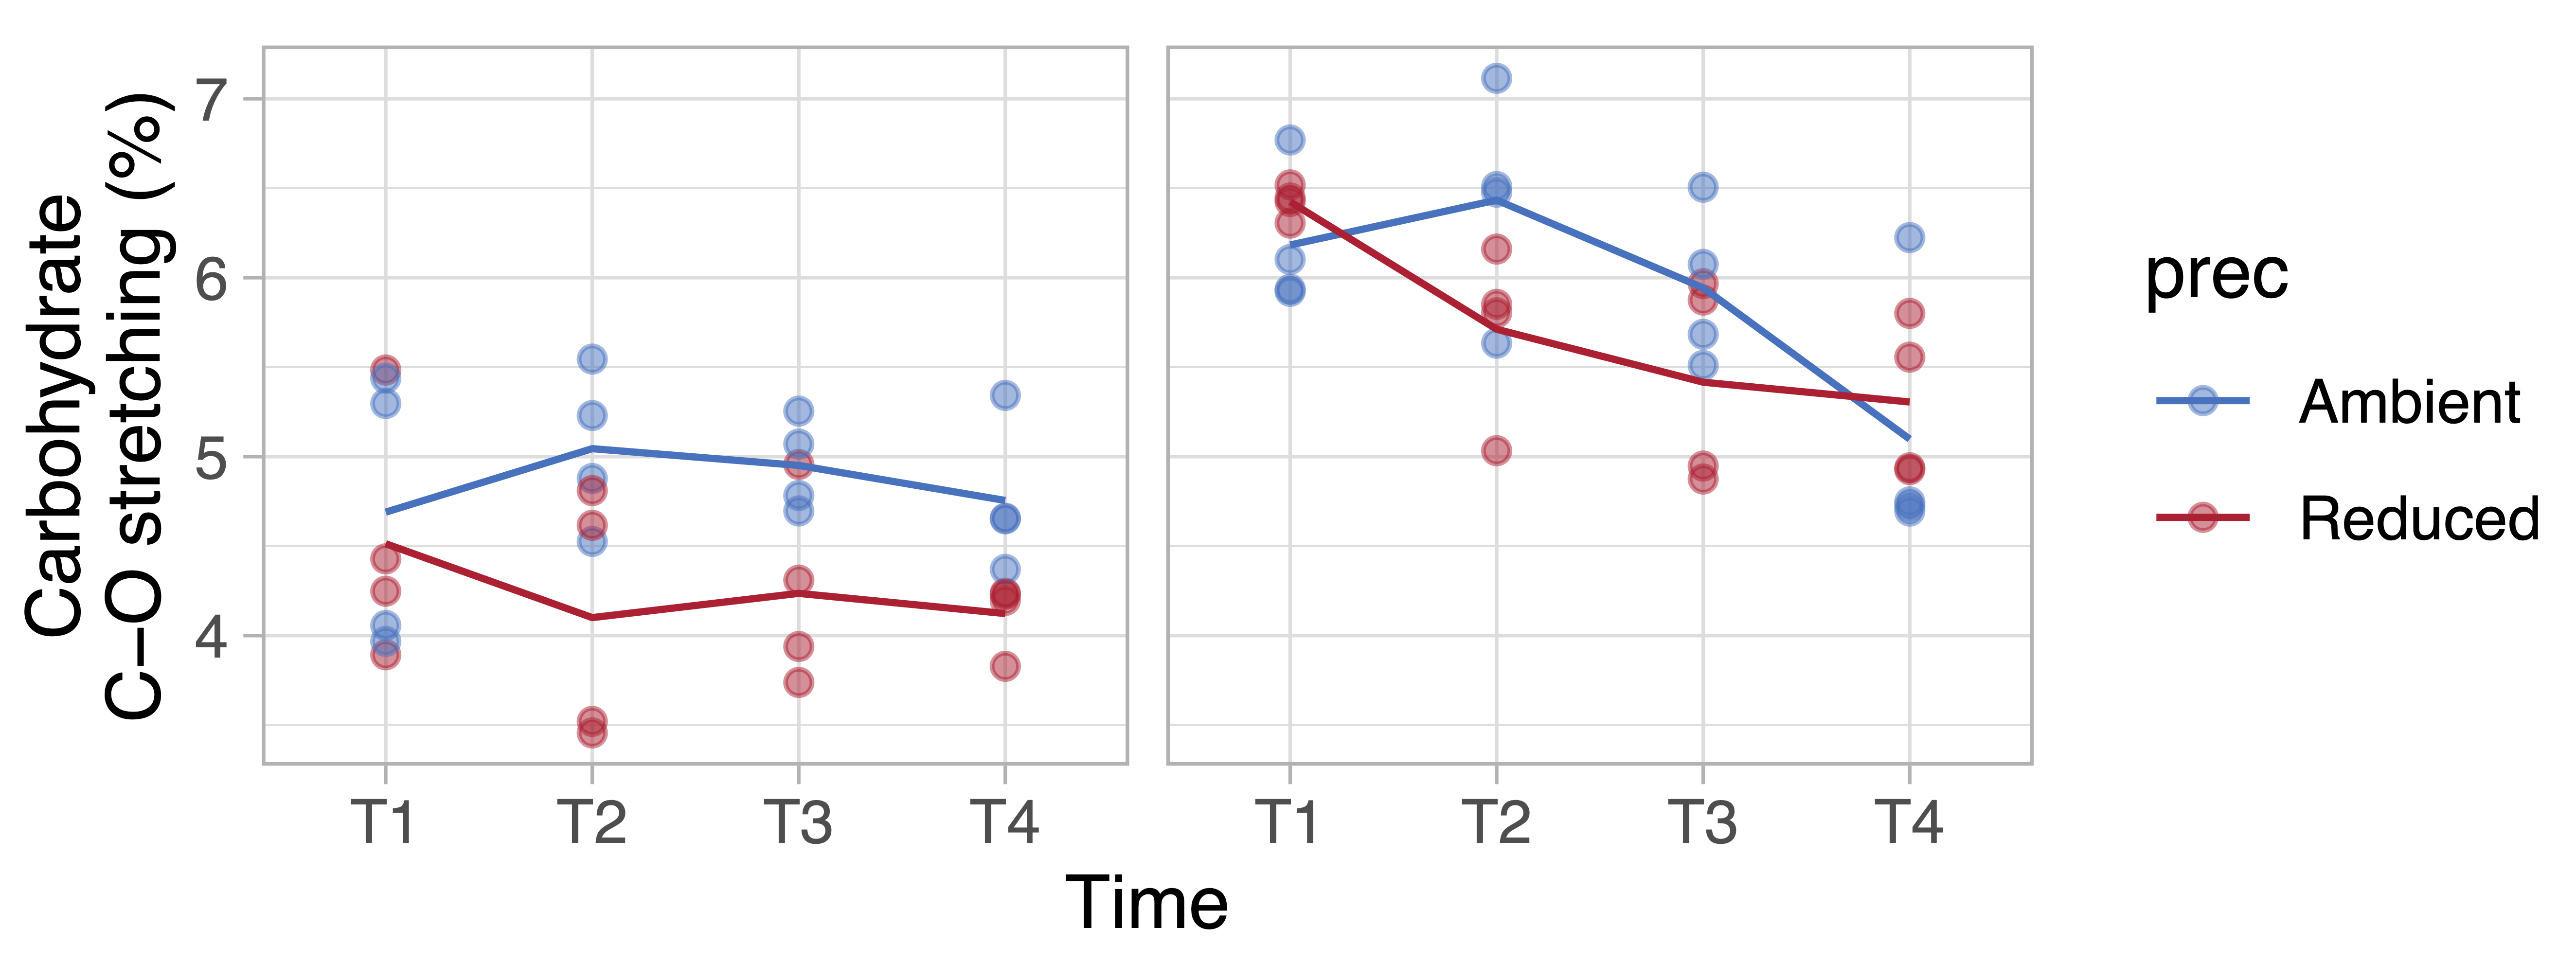 Carbohydrate
C−O stretching (%)
7
6
5
4
T1 T2 T3 T4
T1 T2 T3 T4
Time
prec
Ambient
Reduced